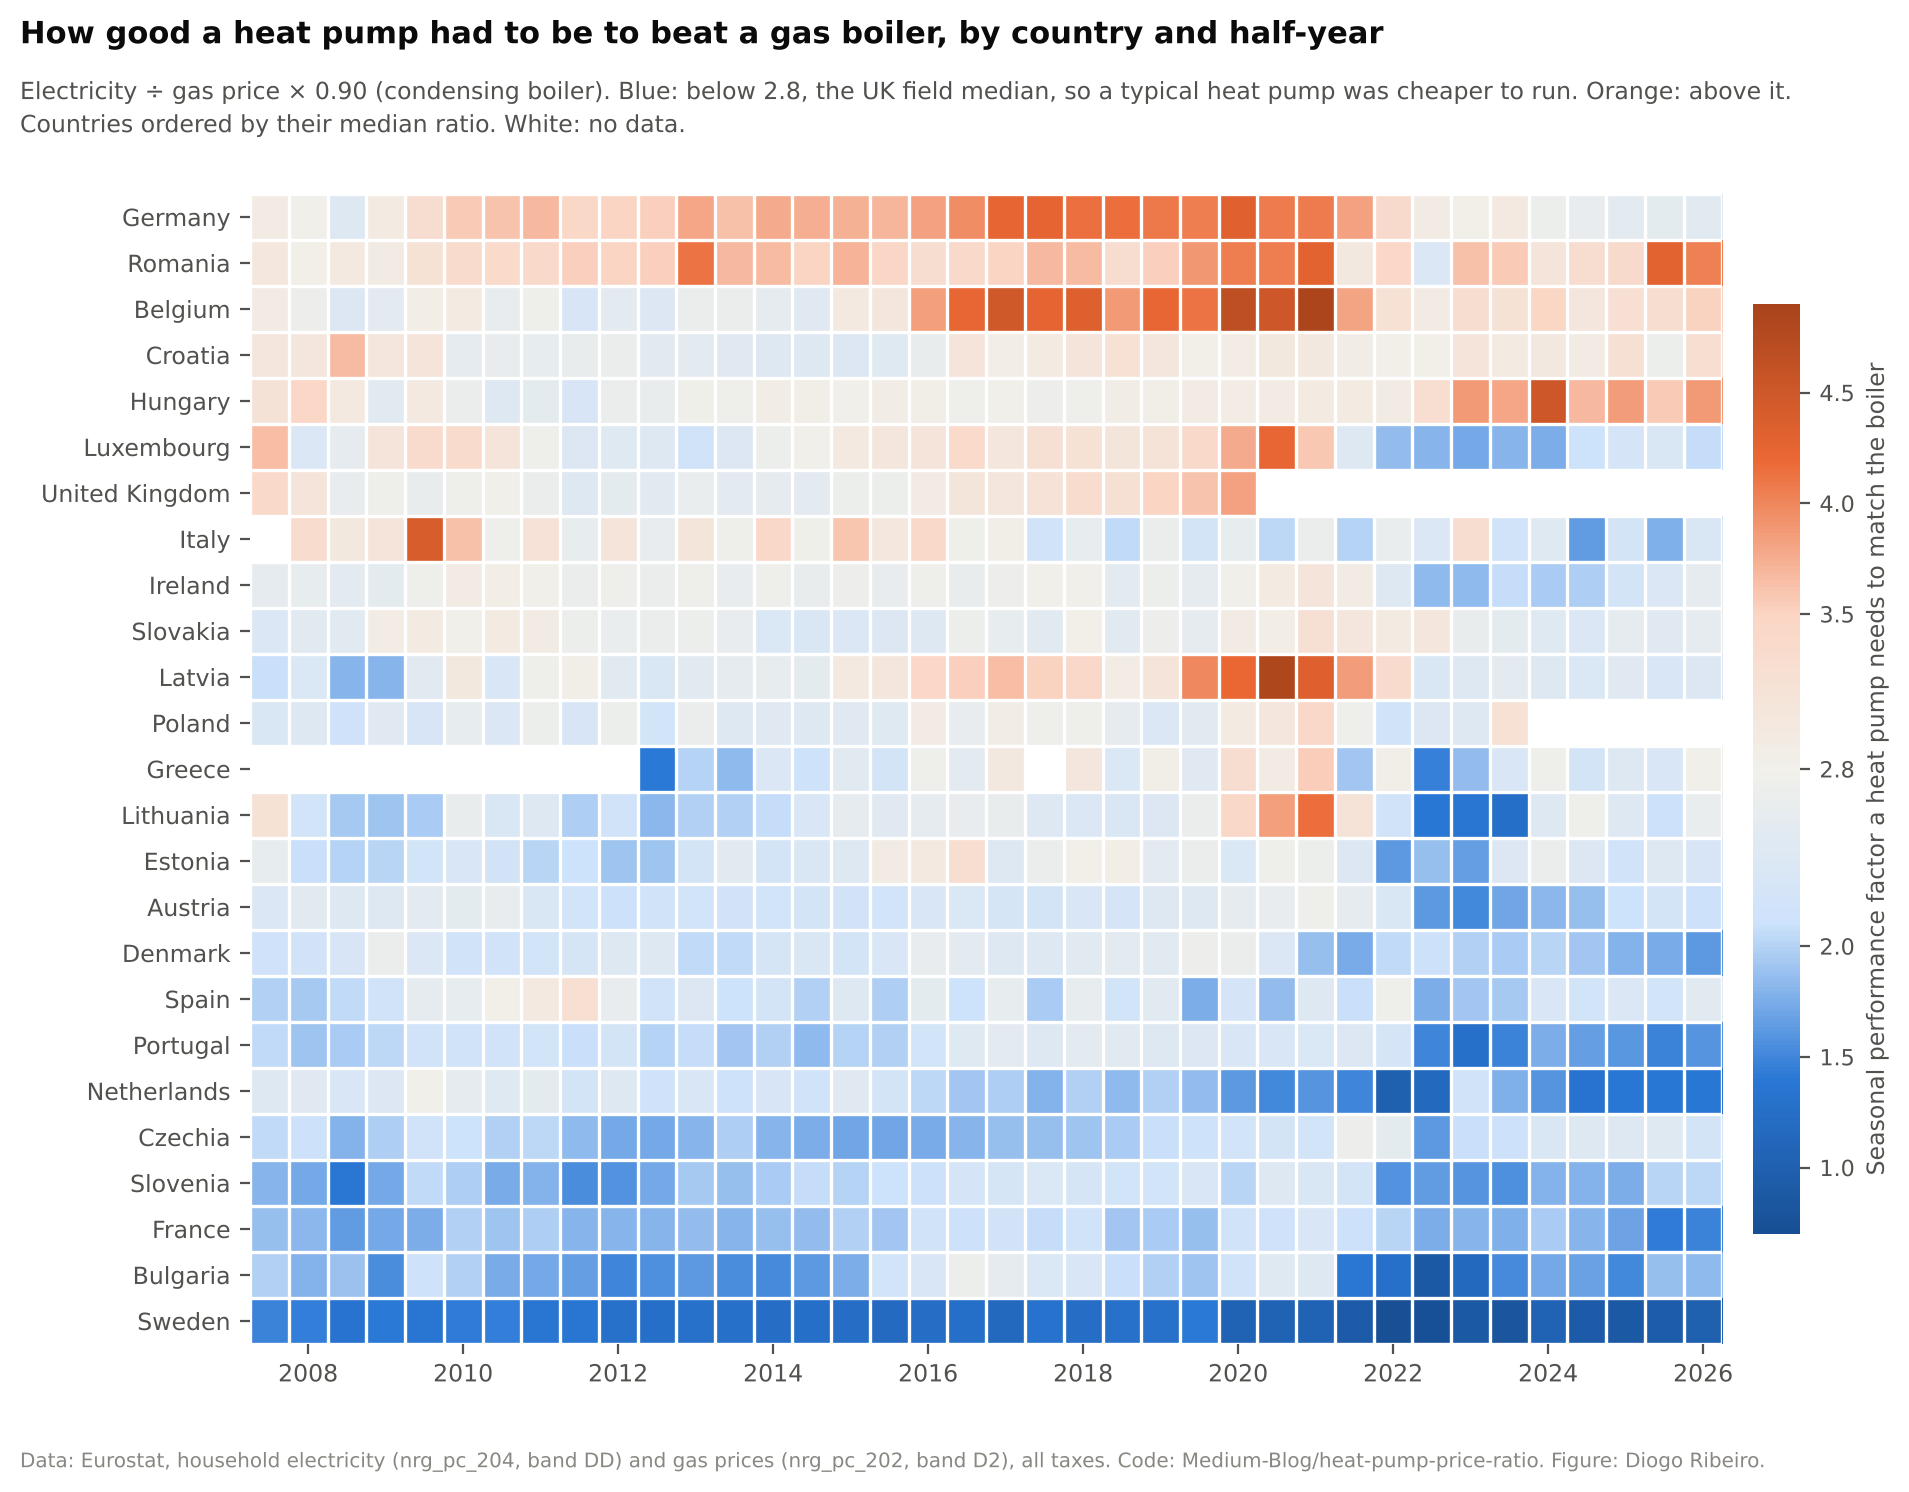 How good a heat pump had to be to beat a gas boiler, by country and half-year
Electricity ÷ gas price × 0.90 (condensing boiler). Blue: below 2.8, the UK field median, so a typical heat pump was cheaper to run. Orange: above it.
Countries ordered by their median ratio. White: no data.
Germany
Romania
Belgium
Croatia
Hungary
Luxembourg
United Kingdom
Italy
Ireland
Slovakia
Latvia
Poland
Greece
Lithuania
Estonia
Austria
Denmark
Spain
Portugal
Netherlands
Czechia
Slovenia
France
Bulgaria
Sweden
2008
2010
2012
2014
2016
2018
2020
2022
2024
2026
4.5
4.0
3.5
2.8
2.0
1.5
1.0
Seasonal performance factor a heat pump needs to match the boiler
Data: Eurostat, household electricity (nrg_pc_204, band DD) and gas prices (nrg_pc_202, band D2), all taxes. Code: Medium-Blog/heat-pump-price-ratio. Figure: Diogo Ribeiro.